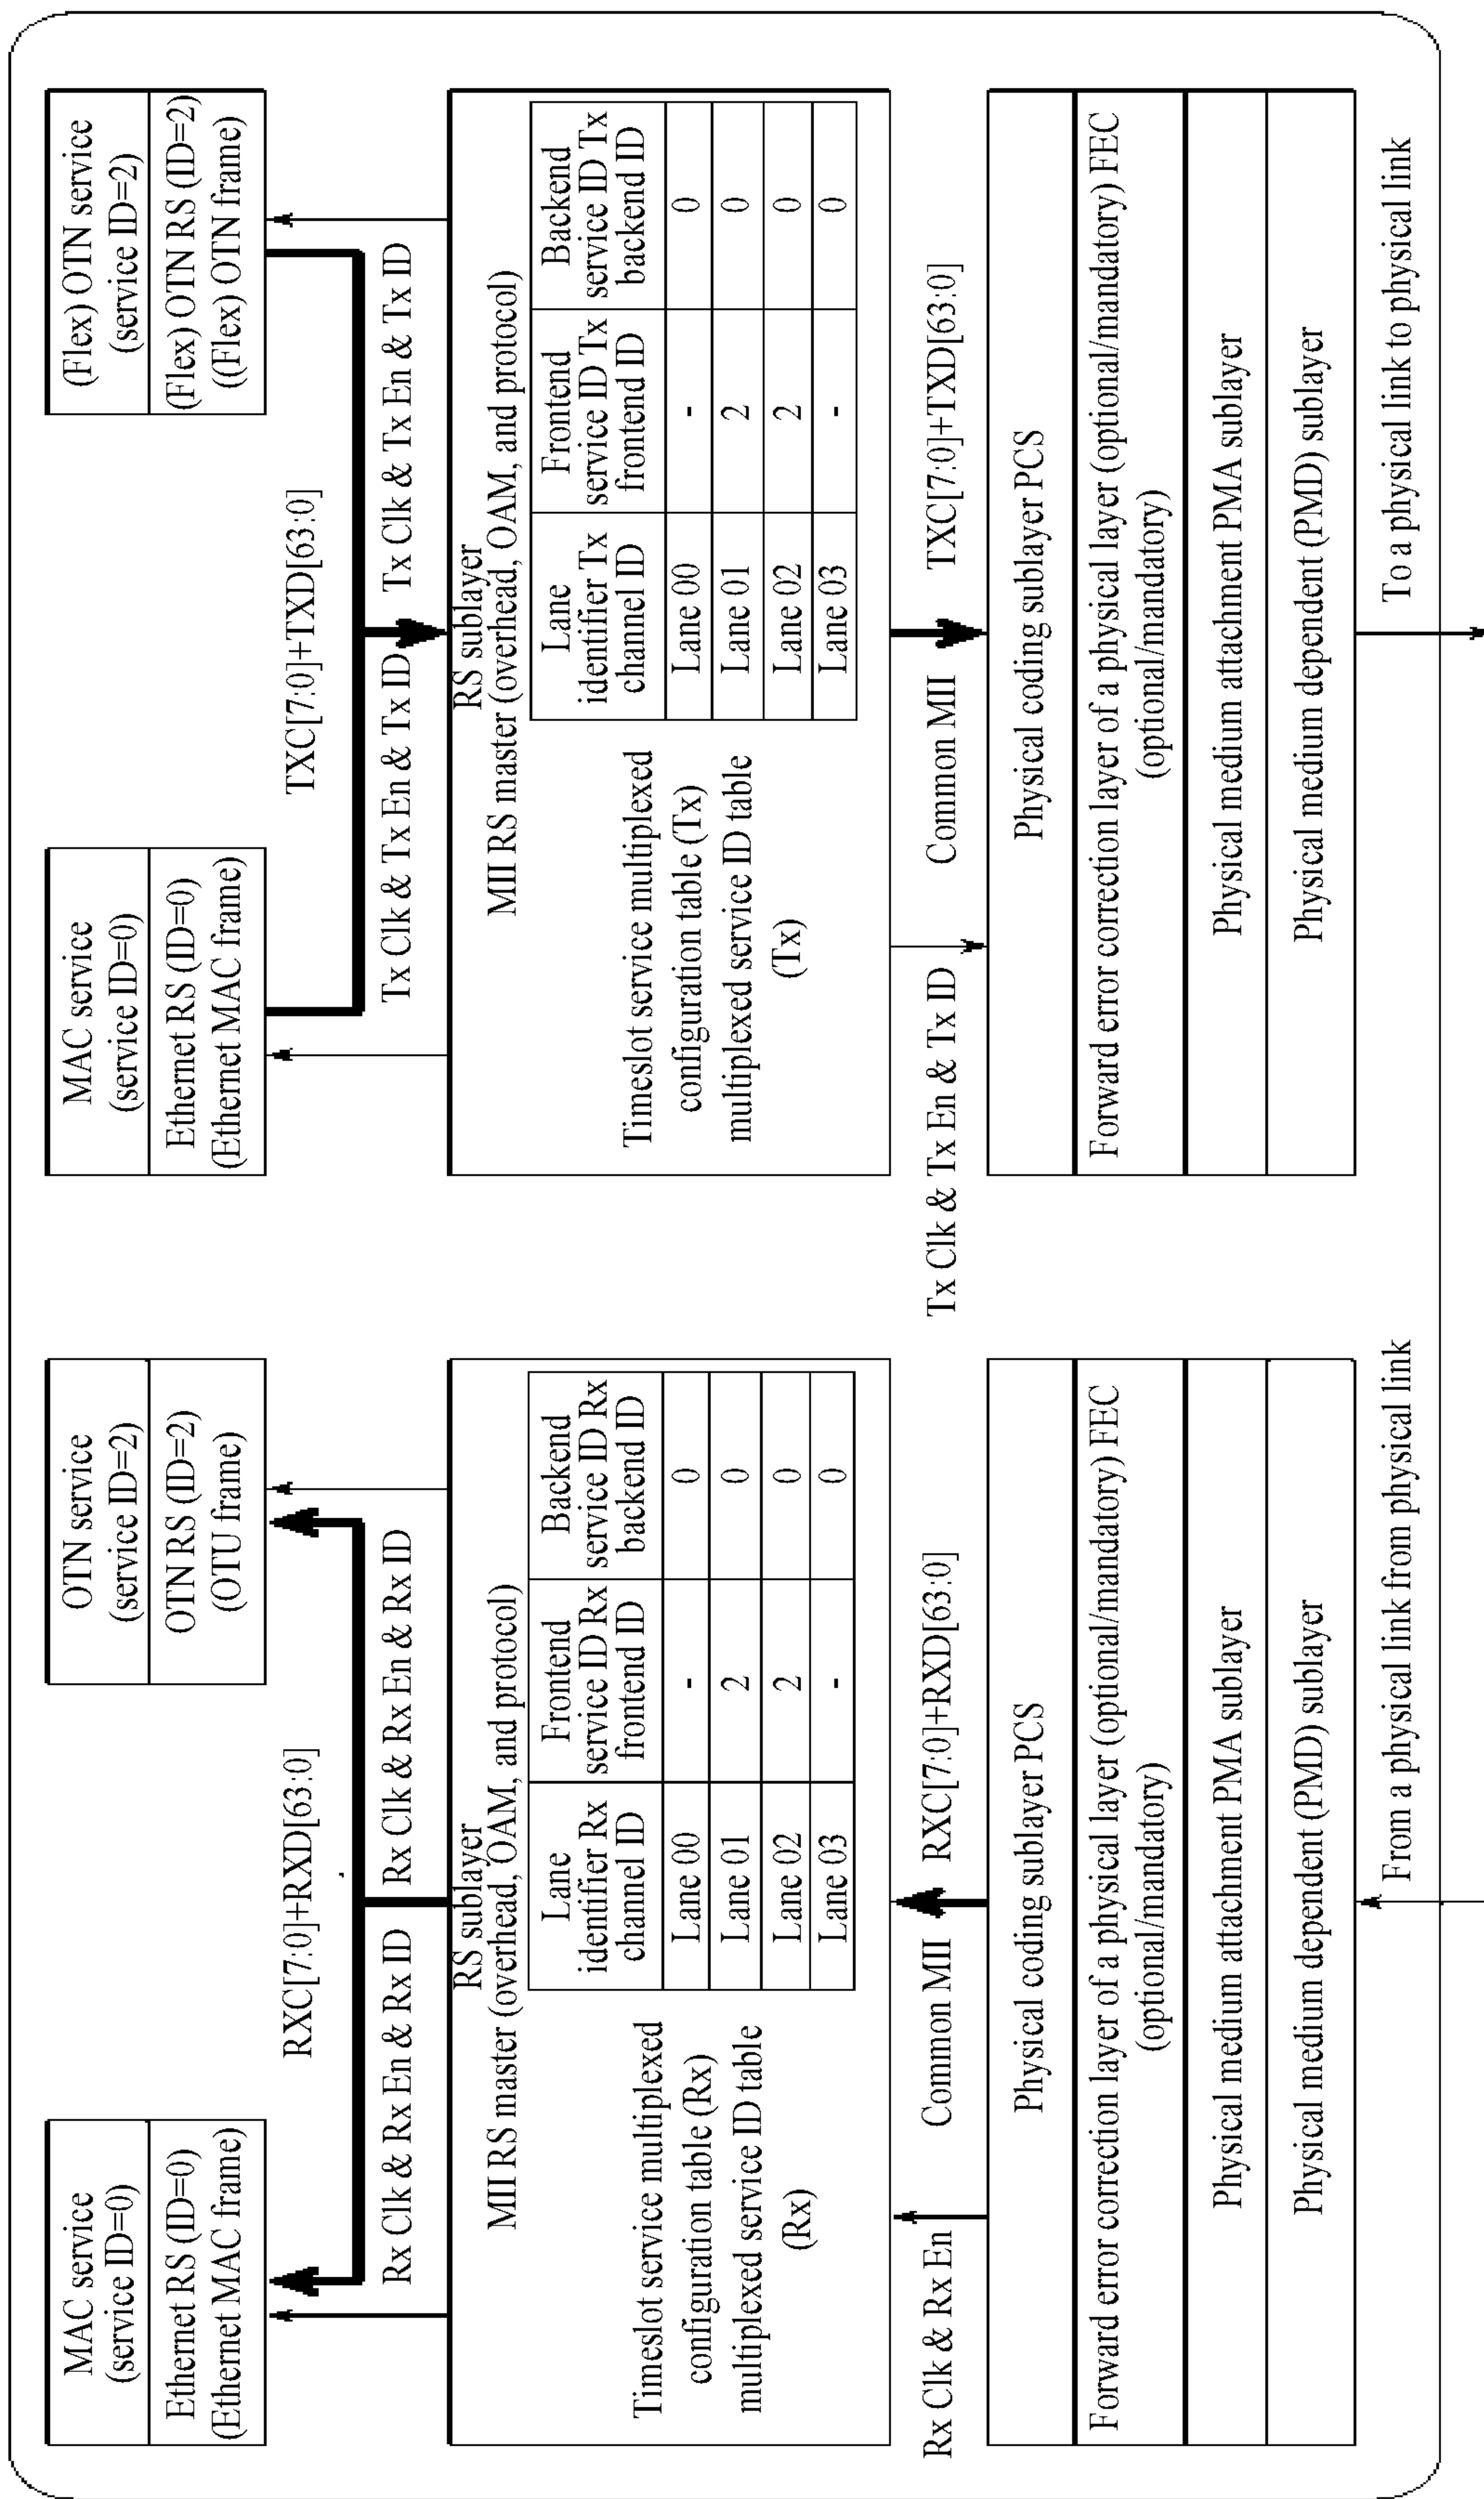 MAC service
(service ID=0)
Ethernet RS (ID=0)
(Ethernet MAC frame)
RXC[7:0]+RXD[63:0]
OTN service
(service ID=2)
OTN RS (ID=2)
(OTU frame)
Rx Clk & Rx En & Rx ID
Rx Clk & Rx En & Rx ID
RS sublayer
MII RS master (overhead, OAM, and protocol)
Timeslot service multiplexed
configuration table (Rx)
multiplexed service ID table
(Rx)
Lane
identifier Rx
channel ID
Frontend
service ID Rx
frontend ID
Backend
service ID Rx
backend ID
Lane 00 - 0
Lane 01 2 0
Lane 02 2 0
Lane 03 - 0
Rx Clk & Rx En
Common MII
RXC[7:0]+RXD[63:0]
Physical coding sublayer PCS
Forward error correction layer of a physical layer (optional/mandatory) FEC
(optional/mandatory)
Physical medium attachment PMA sublayer
Physical medium dependent (PMD) sublayer
From a physical link from physical link
MAC service
(service ID=0)
Ethernet RS (ID=0)
(Ethernet MAC frame)
TXC[7:0]+TXD[63:0]
(Flex) OTN service
(service ID=2)
(Flex) OTN RS (ID=2)
((Flex) OTN frame)
Tx Clk & Tx En & Tx ID
Tx Clk & Tx En & Tx ID
RS sublayer
MII RS master (overhead, OAM, and protocol)
Timeslot service multiplexed
configuration table (Tx)
multiplexed service ID table
(Tx)
Lane
identifier Tx
channel ID
Frontend
service ID Tx
frontend ID
Backend
service ID Tx
backend ID
Lane 00 - 0
Lane 01 2 0
Lane 02 2 0
Lane 03 - 0
Tx Clk & Tx En & Tx ID
Common MII
TXC[7:0]+TXD[63:0]
Physical coding sublayer PCS
Forward error correction layer of a physical layer (optional/mandatory) FEC
(optional/mandatory)
Physical medium attachment PMA sublayer
Physical medium dependent (PMD) sublayer
To a physical link to physical link